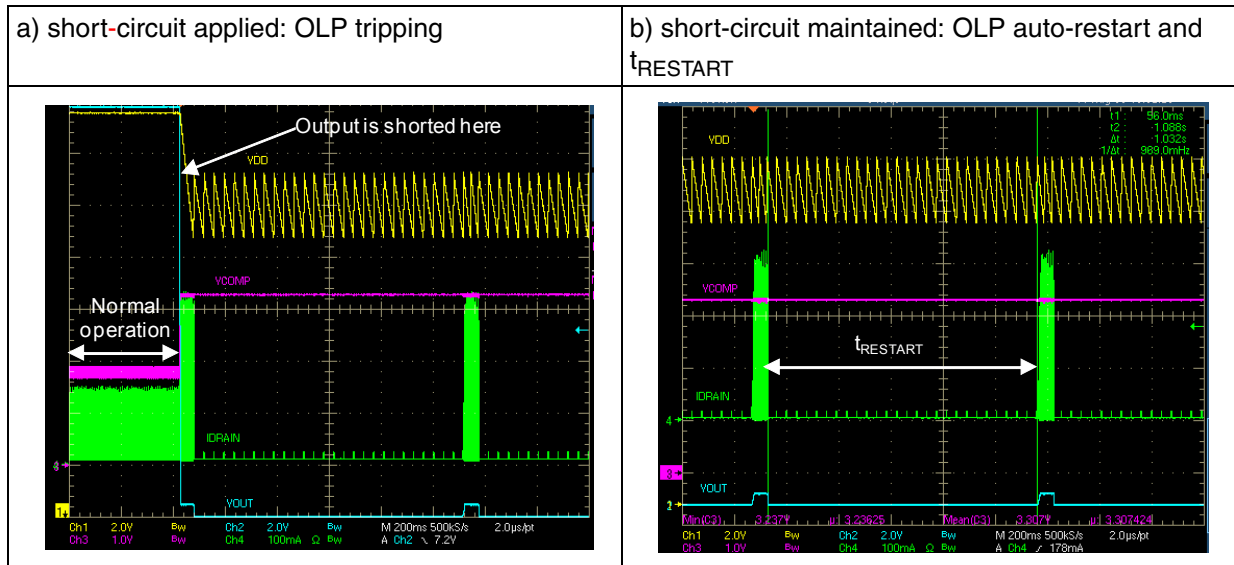 a) short-circuit applied: OLP tripping
b) short-circuit maintained: OLP auto-restart and
tRESTART
Output is shorted here
VDD
VCOMP
Normal
operation
IDRAIN
VOUT
1
Ch1 2.0V Bw Ch2 2.0V Bw M 200ms 500kS/s 2.0µs/pt
Ch3 1.0V Bw Ch4 100mA Ω Bw A Ch2 \ 7.2V
t1: 56.0ms
t2: 1.088s
Δt: 1.032s
1/Δt: 969.0mHz
VDD
VCOMP
tRESTART
IDRAIN
4
3
VOUT
2
Min(C3) 3.237V µ 3.23625 Mean(C3) 3.307V µ 3.307424
Ch1 2.0V Bw Ch2 2.0V Bw M 200ms 500kS/s 2.0µs/pt
Ch3 1.0V Bw Ch4 100mA Ω Bw A Ch4 / 178mA